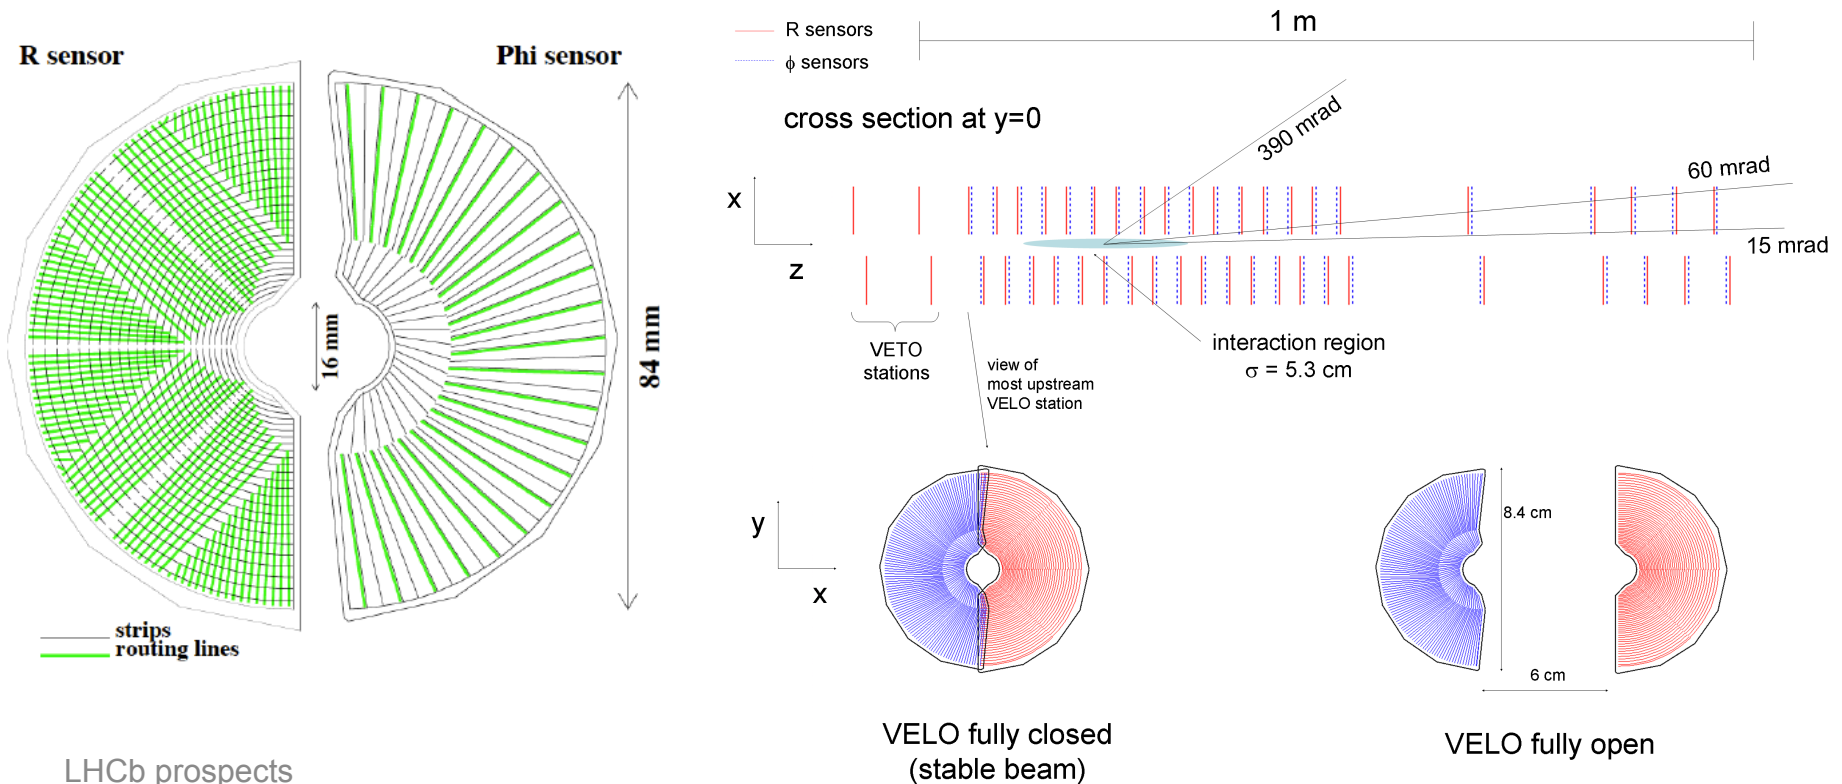 R sensor
Phi sensor
16 mm
84 mm
strips
routing lines
LHCb prospects
R sensors
ϕ sensors
1 m
cross section at y=0
390 mrad
60 mrad
15 mrad
x
z
VETO
stations
view of
most upstream
VELO station
interaction region
σ = 5.3 cm
y
x
8.4 cm
6 cm
VELO fully closed
(stable beam)
VELO fully open